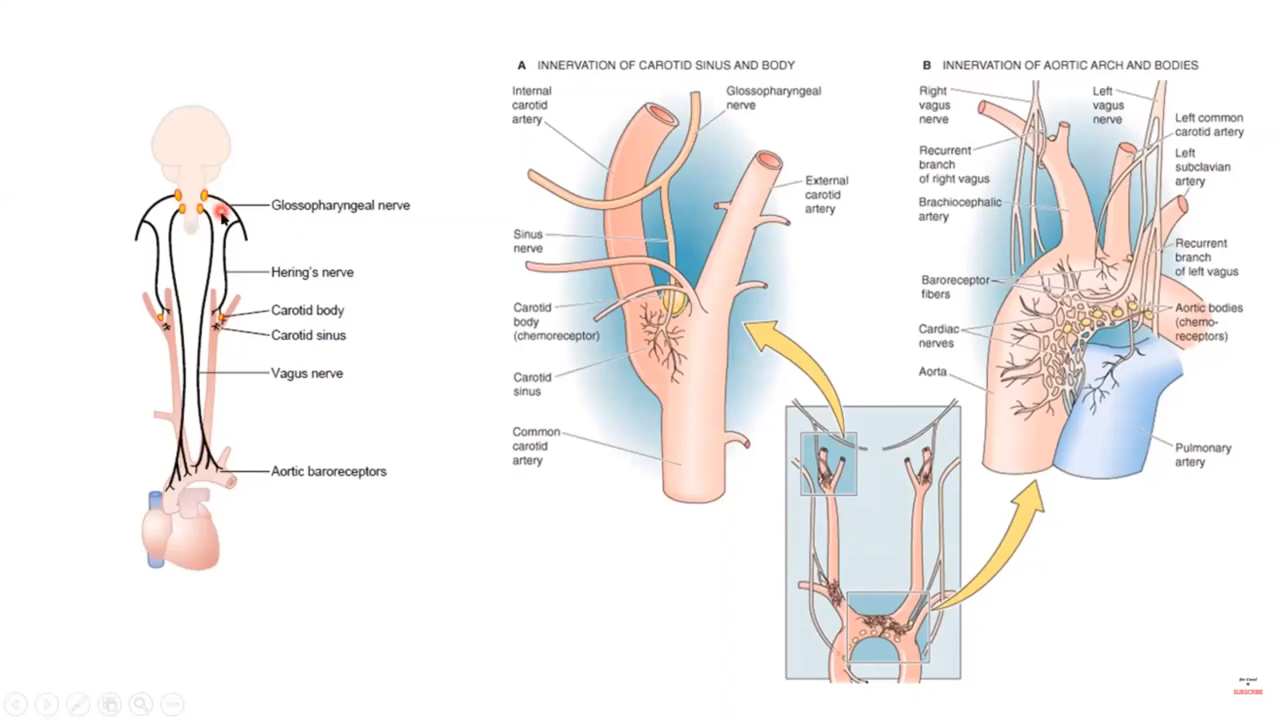 Glossopharyngeal nerve
Hering's nerve
Carotid body
Carotid sinus
Vagus nerve
Aortic baroreceptors
A INNERVATION OF CAROTID SINUS AND BODY
Internal
carotid
artery
Glossopharyngeal
nerve
External
carotid
artery
Sinus
nerve
Carotid
body
(chemoreceptor)
Carotid
sinus
Common
carotid
artery
B INNERVATION OF AORTIC ARCH AND BODIES
Right
vagus
nerve
Left
vagus
nerve
Left common
carotid artery
Recurrent
branch
of right vagus
Left
subclavian
artery
Brachiocephalic
artery
Recurrent
branch
of left vagus
Baroreceptor
fibers
Aortic bodies
(chemo-
receptors)
Cardiac
nerves
Aorta
Pulmonary
artery
SUBSCRIBE